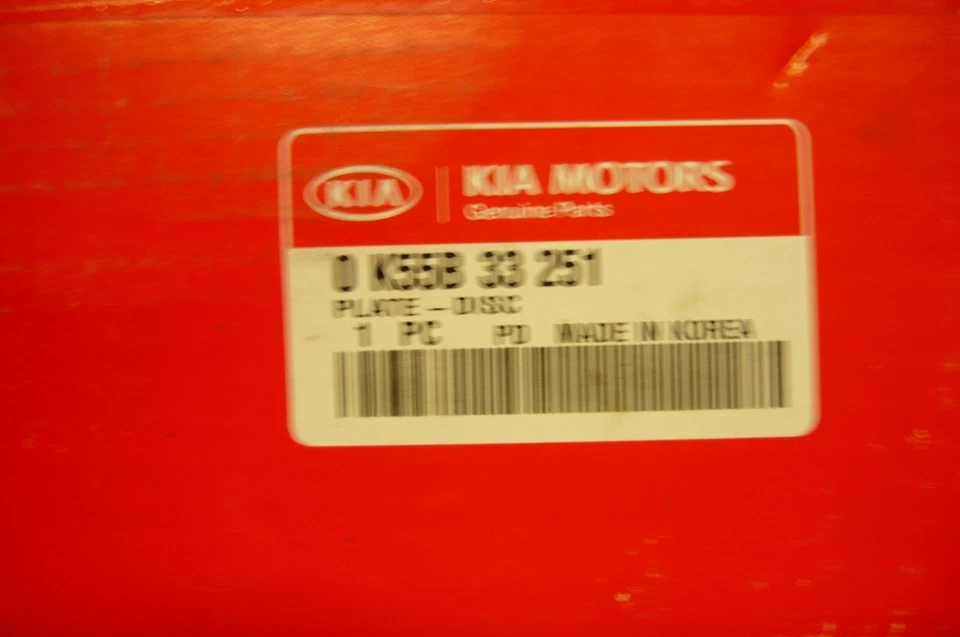 KIA KIA MOTORS
Genuine Parts
0 K55B 33 251
PLATE - DISC
1 PC PD MADE IN KOREA